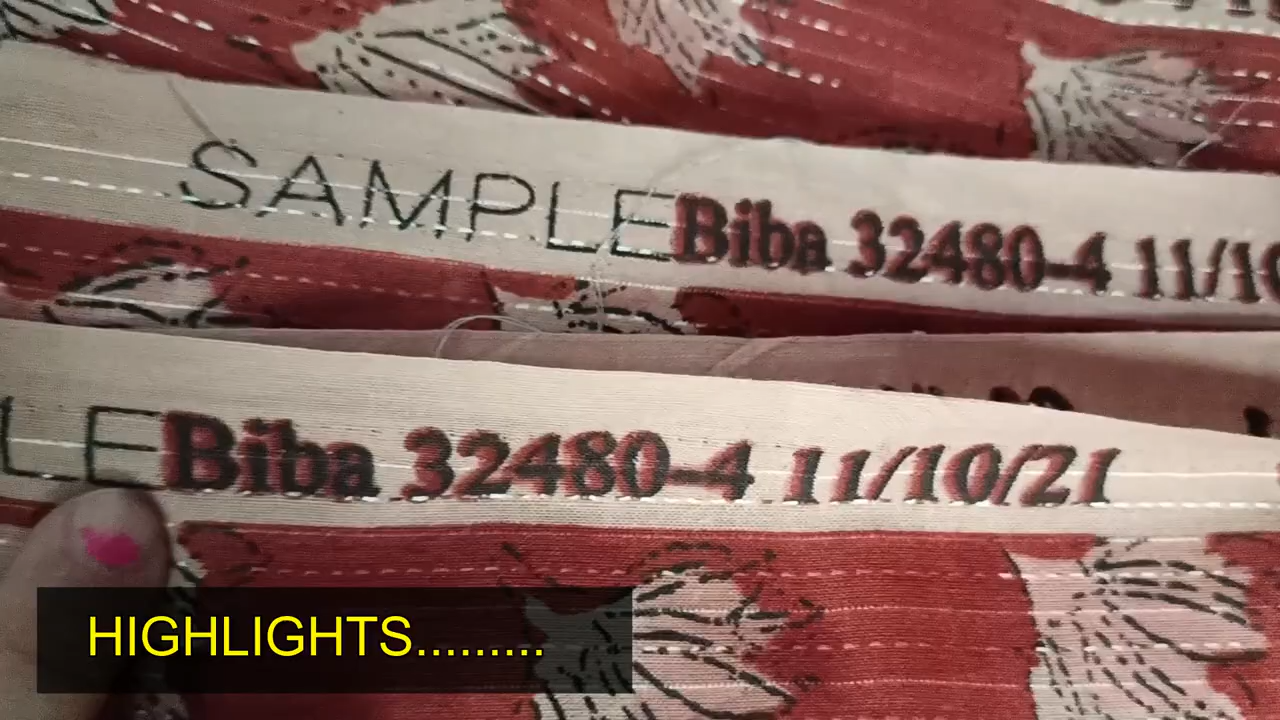 SAMPLE Biba 32480-4 11/10
LE Biba 32480-4 11/10/21
HIGHLIGHTS.........